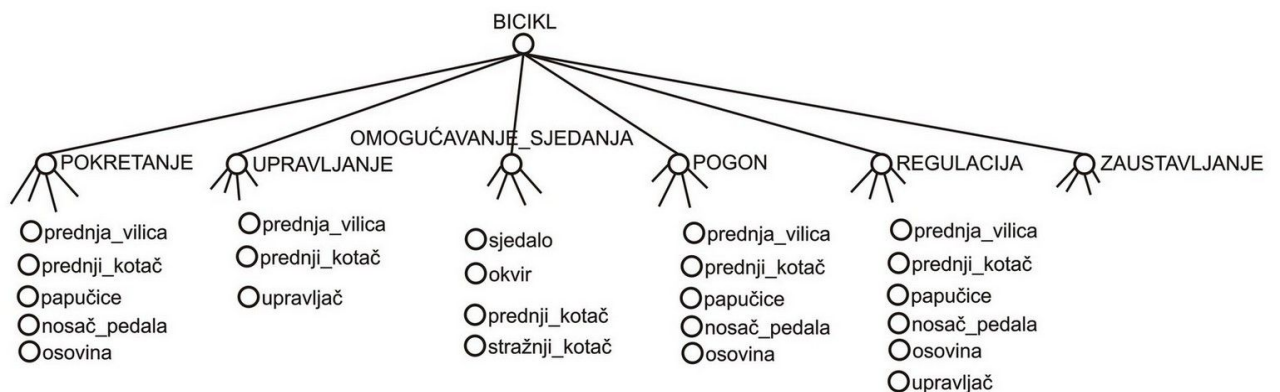 BICIKL
POKRETANJE
prednja_vilica
prednji_kotač
papučice
nosač_pedala
osovina
UPRAVLJANJE
prednja_vilica
prednji_kotač
upravljač
OMOGUĆAVANJE_SJEDANJA
sjedalo
okvir
prednji_kotač
stražnji_kotač
POGON
prednja_vilica
prednji_kotač
papučice
nosač_pedala
osovina
REGULACIJA
prednja_vilica
prednji_kotač
papučice
nosač_pedala
osovina
upravljač
ZAUSTAVLJANJE